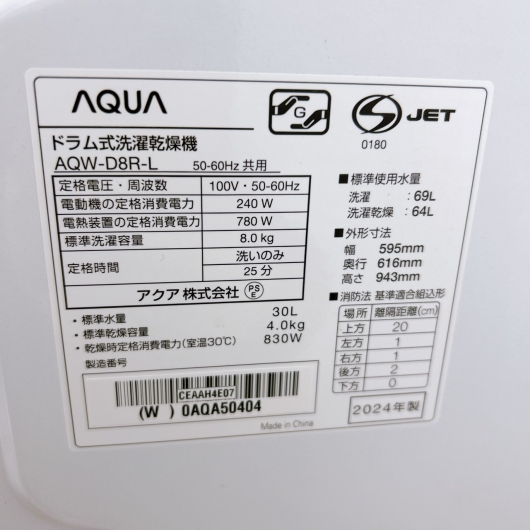 AQUA
G
S JET
0180
ドラム式洗濯乾燥機
AQW-D8R-L 50-60Hz 共用
定格電圧・周波数 100V・50-60Hz
電動機の定格消費電力 240 W
電熱装置の定格消費電力 780 W
標準洗濯容量 8.0kg
定格時間 洗いのみ
25分
アクア 株式会社 PSE
・標準水量 30L
・標準乾燥容量 4.0kg
・乾燥時定格消費電力(室温30℃) 830W
製造番号
CEAAH4E07
(W) 0AQA50404
Made in China
■標準使用水量
洗濯 :69L
洗濯乾燥 :64L
■外形寸法
幅 595mm
奥行 616mm
高さ 943mm
■消防法 基準適合組込形
場所 離隔距離(cm)
上方 20
左方 1
右方 1
後方 2
下方 0
2024年製